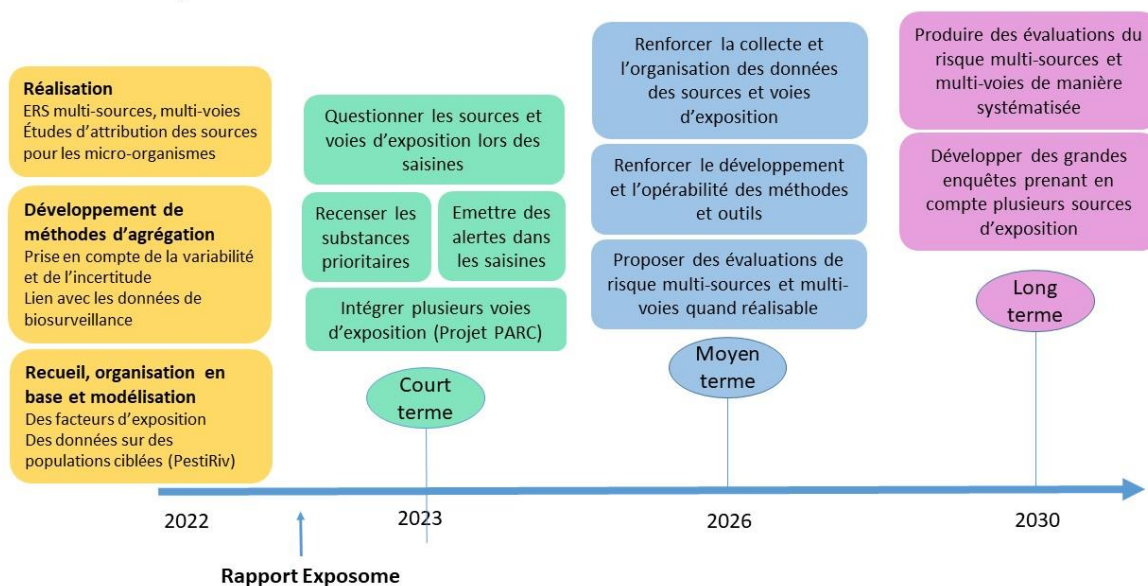 Réalisation
ERS multi-sources, multi-voies
Études d'attribution des sources
pour les micro-organismes
Développement de
méthodes d'agrégation
Prise en compte de la variabilité
et de l'incertitude
Lien avec les données de
biosurveillance
Recueil, organisation en
base et modélisation
Des facteurs d'exposition
Des données sur des
populations ciblées (PestiRiv)
Questionner les sources et
voies d'exposition lors des
saisines
Recenser les
substances
prioritaires
Emettre des
alertes dans
les saisines
Intégrer plusieurs voies
d'exposition (Projet PARC)
Court
terme
Renforcer la collecte et
l'organisation des données
des sources et voies
d'exposition
Renforcer le développement
et l'opérabilité des méthodes
et outils
Proposer des évaluations de
risque multi-sources et multi-
voies quand réalisable
Moyen
terme
Produire des évaluations du
risque multi-sources et
multi-voies de manière
systématisée
Développer des grandes
enquêtes prenant en
compte plusieurs sources
d'exposition
Long
terme
2022
2023
2026
2030
Rapport Exposome